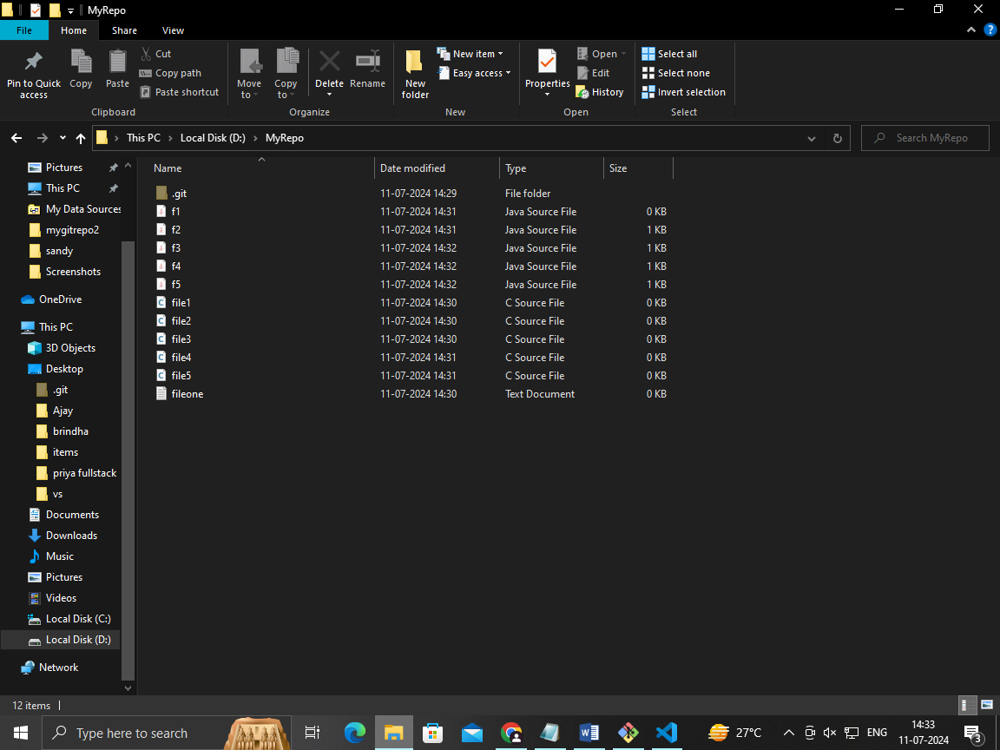 MyRepo
File Home Share View
Pin to Quick access
Copy
Paste
Cut
Copy path
Paste shortcut
Clipboard
Move to
Copy to
Delete
Rename
Organize
New folder
New item
Easy access
New
Properties
Open
Edit
History
Open
Select all
Select none
Invert selection
Select
This PC > Local Disk (D:) > MyRepo
Search MyRepo
Pictures
This PC
My Data Sources
mygitrepo2
sandy
Screenshots
OneDrive
This PC
3D Objects
Desktop
.git
Ajay
brindha
items
priya fullstack
vs
Documents
Downloads
Music
Pictures
Videos
Local Disk (C:)
Local Disk (D:)
Network
Name Date modified Type Size
.git 11-07-2024 14:29 File folder
f1 11-07-2024 14:31 Java Source File 0 KB
f2 11-07-2024 14:31 Java Source File 1 KB
f3 11-07-2024 14:32 Java Source File 1 KB
f4 11-07-2024 14:32 Java Source File 1 KB
f5 11-07-2024 14:32 Java Source File 1 KB
file1 11-07-2024 14:30 C Source File 0 KB
file2 11-07-2024 14:30 C Source File 0 KB
file3 11-07-2024 14:30 C Source File 0 KB
file4 11-07-2024 14:31 C Source File 0 KB
file5 11-07-2024 14:31 C Source File 0 KB
fileone 11-07-2024 14:30 Text Document 0 KB
12 items
Type here to search
27°C
ENG
14:33
11-07-2024
3